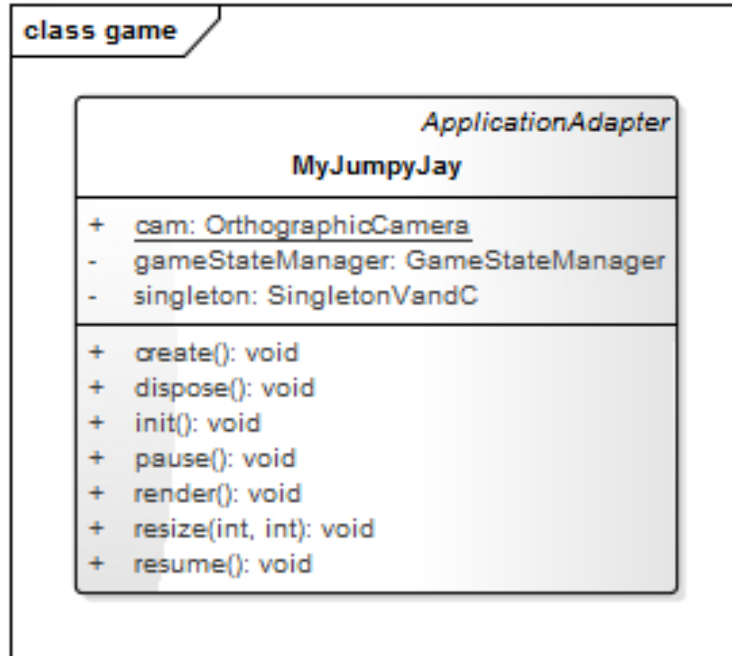 class game
ApplicationAdapter
MyJumpyJay
+ cam: OrthographicCamera
- gameStateManager: GameStateManager
- singleton: SingletonVandC
+ create(): void
+ dispose(): void
+ init(): void
+ pause(): void
+ render(): void
+ resize(int, int): void
+ resume(): void